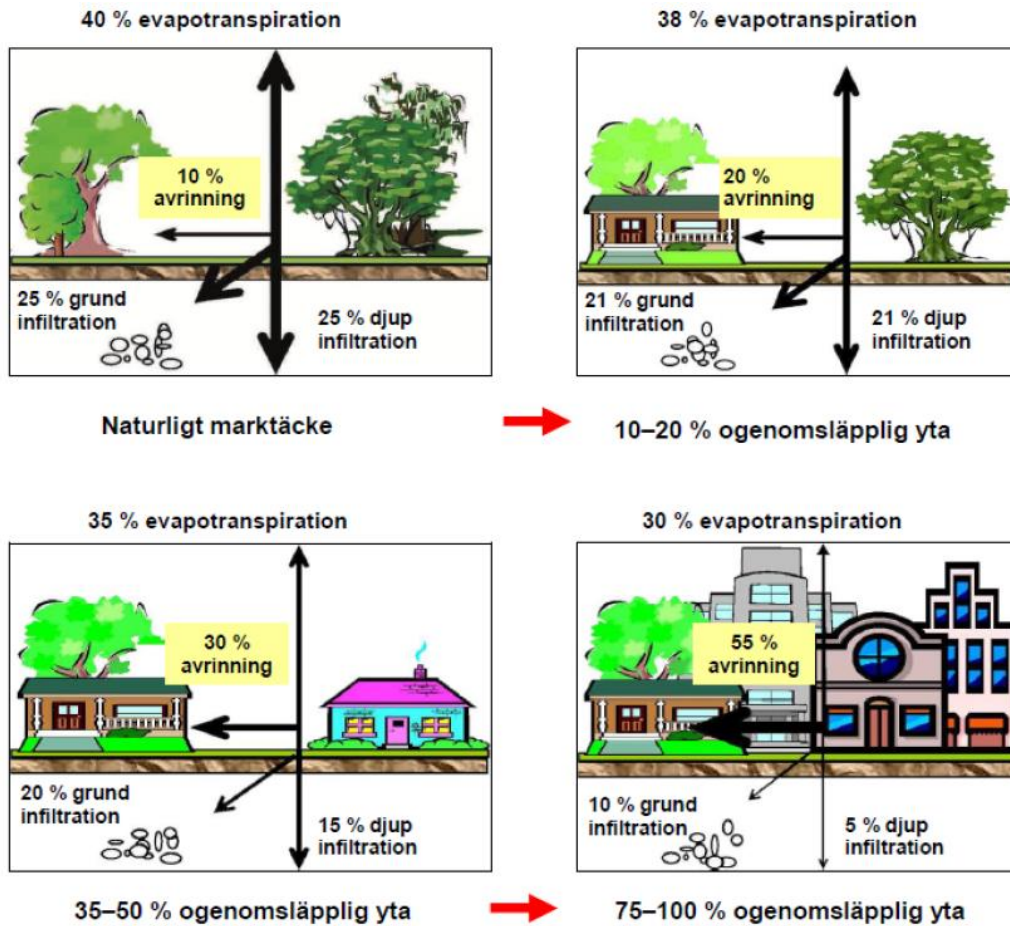 40 % evapotranspiration
38 % evapotranspiration
10 %
avrinning
25 % grund
infiltration
25 % djup
infiltration
20 %
avrinning
21 % grund
infiltration
21 % djup
infiltration
Naturligt marktäcke
10–20 % ogenomsläpplig yta
35 % evapotranspiration
30 % evapotranspiration
30 %
avrinning
20 % grund
infiltration
15 % djup
infiltration
55 %
avrinning
10 % grund
infiltration
5 % djup
infiltration
35–50 % ogenomsläpplig yta
75–100 % ogenomsläpplig yta